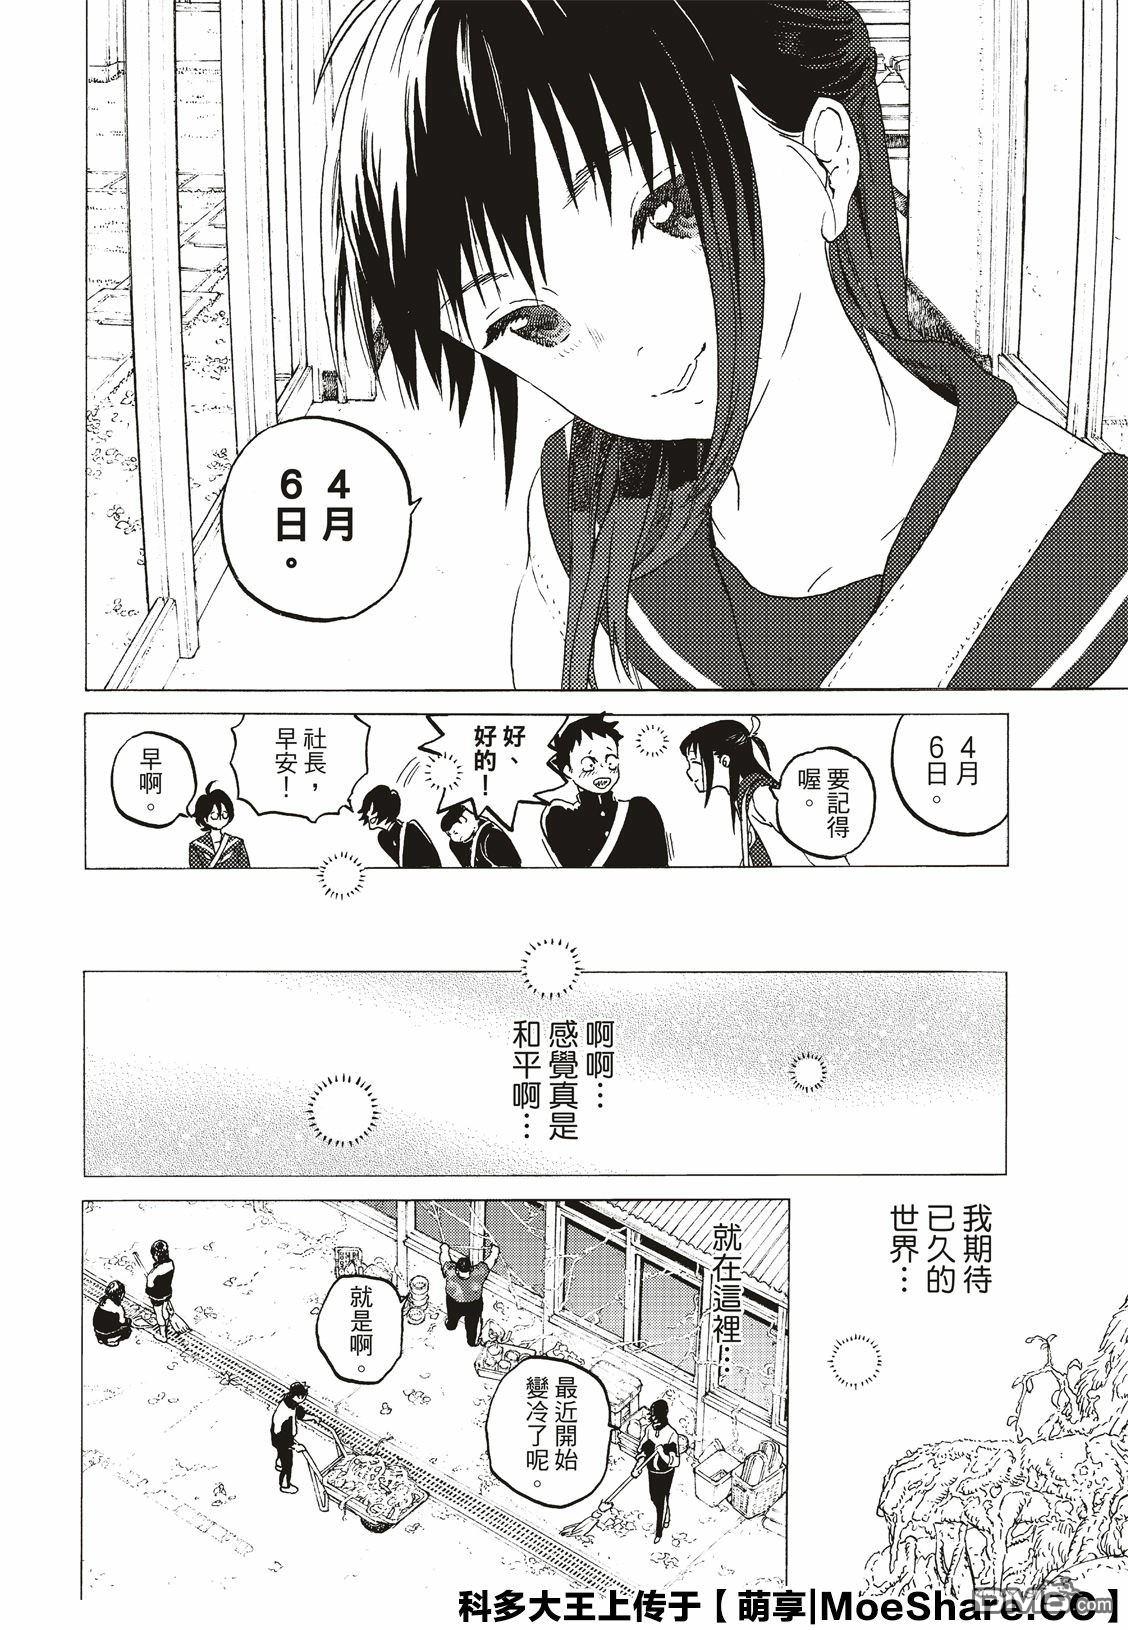 4月
6日。
4月
6日。
要記得
喔。
好、
好的！
社長，
早安！
早啊。
啊啊…
感覺真是
和平啊…
我期待
已久的
世界…
就在這裡…
最近開始
變冷了呢。
就是啊。
科多大王上传于【萌享|MoeShare.CC】